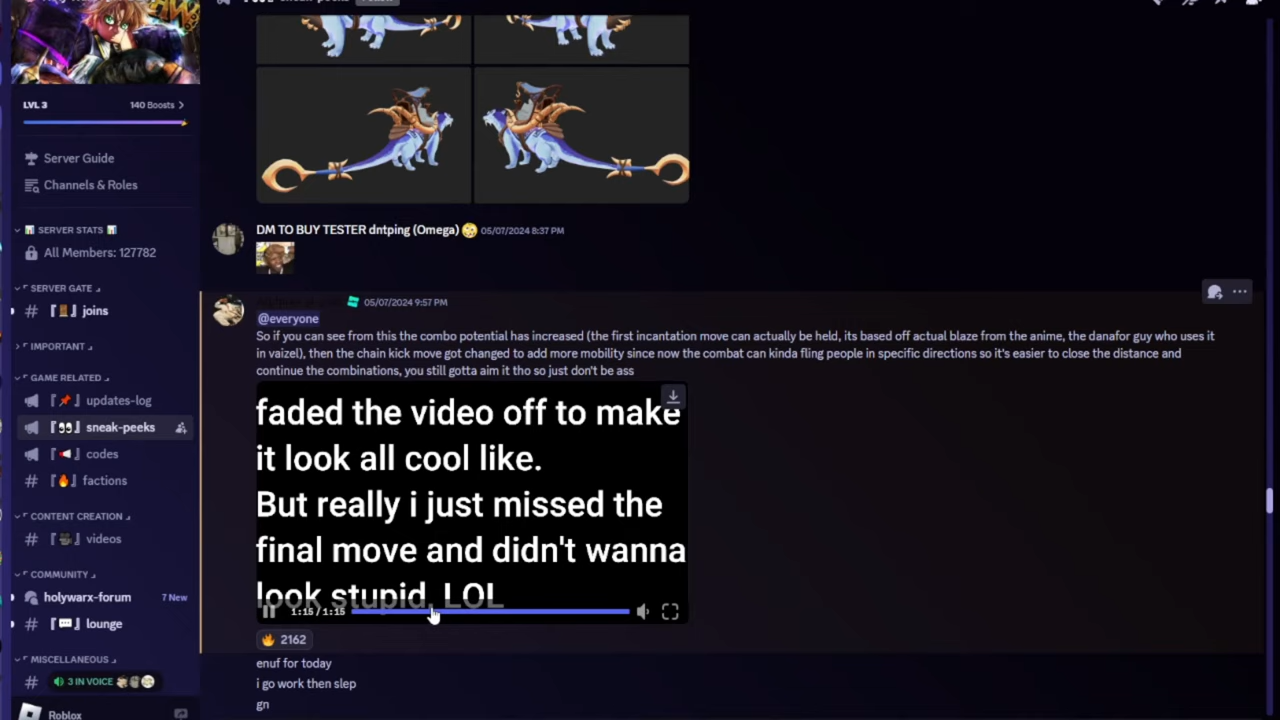 sneak-peeks
LVL 3
140 Boosts
Server Guide
Channels & Roles
SERVER STATS
All Members: 127782
SERVER GATE
joins
IMPORTANT
GAME RELATED
updates-log
sneak-peeks
codes
factions
CONTENT CREATION
videos
COMMUNITY
holywarx-forum
7 New
lounge
MISCELLANEOUS
3 IN VOICE
Roblox
DM TO BUY TESTER dntping (Omega) 05/07/2024 8:37 PM
05/07/2024 9:57 PM
@everyone
So if you can see from this the combo potential has increased (the first incantation move can actually be held, its based off actual blaze from the anime, the danafor guy who uses it
in vaizel), then the chain kick move got changed to add more mobility since now the combat can kinda fling people in specific directions so it's easier to close the distance and
continue the combinations, you still gotta aim it tho so just don't be ass
faded the video off to make
it look all cool like.
But really i just missed the
final move and didn't wanna
look stupid, LOL
1:15 / 1:15
2162
enuf for today
i go work then slep
gn